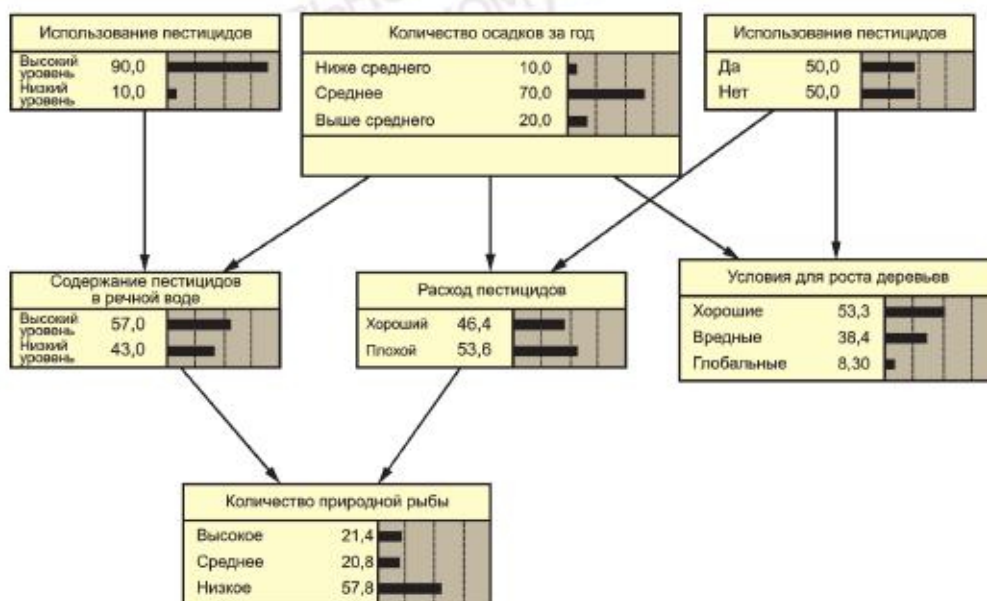 Использование пестицидов
Высокий уровень 90,0
Низкий уровень 10,0
Количество осадков за год
Ниже среднего 10,0
Среднее 70,0
Выше среднего 20,0
Использование пестицидов
Да 50,0
Нет 50,0
Содержание пестицидов
в речной воде
Высокий уровень 57,0
Низкий уровень 43,0
Расход пестицидов
Хороший 46,4
Плохой 53,6
Условия для роста деревьев
Хорошие 53,3
Вредные 38,4
Глобальные 8,30
Количество природной рыбы
Высокое 21,4
Среднее 20,8
Низкое 57,8